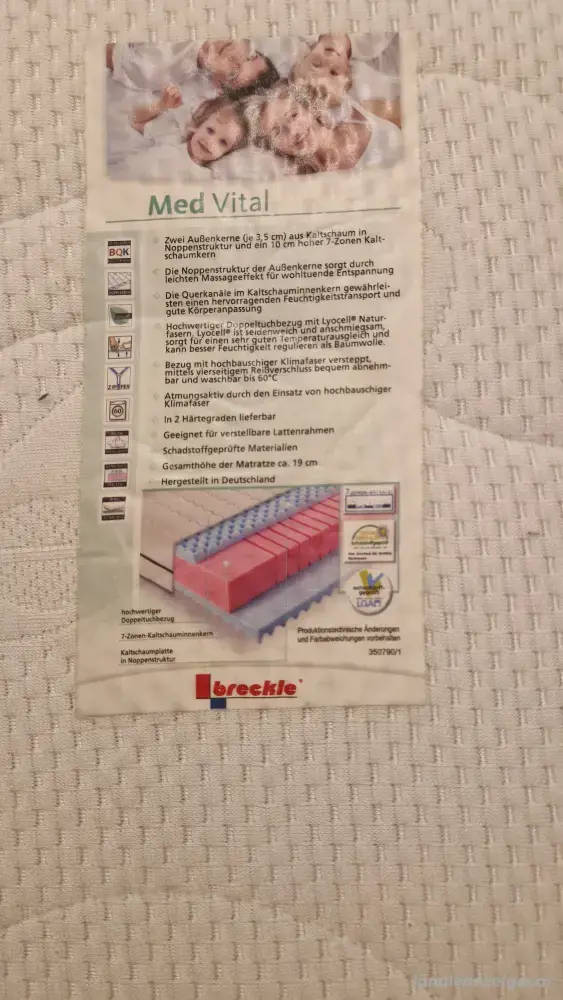 Med Vital
BQK
Zwei Außenkerne (je 3,5 cm) aus Kaltschaum in
Noppenstruktur und ein 10 cm hoher 7-Zonen Kalt-
schaumkern
Die Noppenstruktur der Außenkerne sorgt durch
leichten Massageeffekt für wohltuende Entspannung
Die Querkanäle im Kaltschauminnenkern gewährlei-
sten einen hervorragenden Feuchtigkeitstransport und
gute Körperanpassung
Hochwertiger Doppeltuchbezug mit Lyocell® Natur-
fasern. Lyocell® ist seidenweich und anschmiegsam,
sorgt für einen sehr guten Temperaturausgleich und
kann besser Feuchtigkeit regulieren als Baumwolle.
Bezug mit hochbauschiger Klimafaser versteppt,
mittels vierseitigem Reißverschluss bequem abnehm-
bar und waschbar bis 60°C
Atmungsaktiv durch den Einsatz von hochbauschiger
Klimafaser
In 2 Härtegraden lieferbar
Geeignet für verstellbare Lattenrahmen
Schadstoffgeprüfte Materialien
Gesamthöhe der Matratze ca. 19 cm
Hergestellt in Deutschland
60
hochwertiger
Doppeltuchbezug
7-Zonen-Kaltschauminnenkern
Kaltschaumplatte
in Noppenstruktur
LGA
Produktionstechnische Änderungen
und Farbabweichungen vorbehalten
350790/1
breckle®